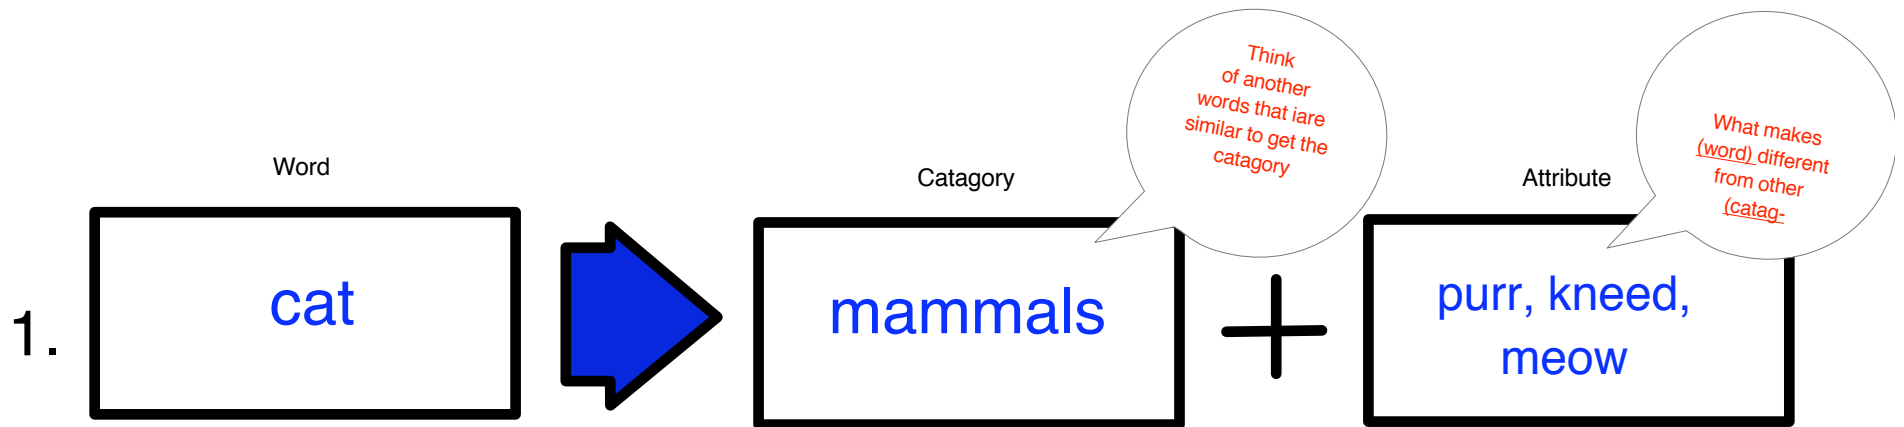 Think
of another
words that iare
similar to get the
catagory
What makes
(word) different
from other
(catag-
Word
Catagory
Attribute
1.
cat
mammals
purr, kneed,
meow